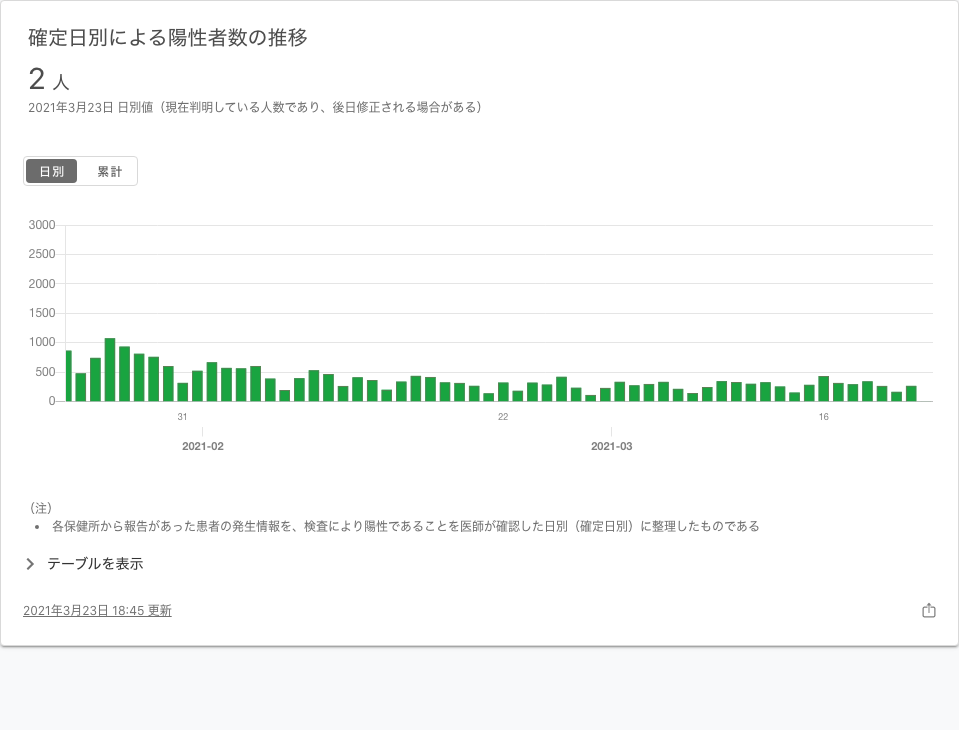 確定日別による陽性者数の推移
2 人
2021年3月23日 日別値（現在判明している人数であり、後日修正される場合がある）
日別 累計
3000
2500
2000
1500
1000
500
0
31 22 16
2021-02 2021-03
（注）
• 各保健所から報告があった患者の発生情報を、検査により陽性であることを医師が確認した日別（確定日別）に整理したものである
テーブルを表示
2021年3月23日 18:45 更新